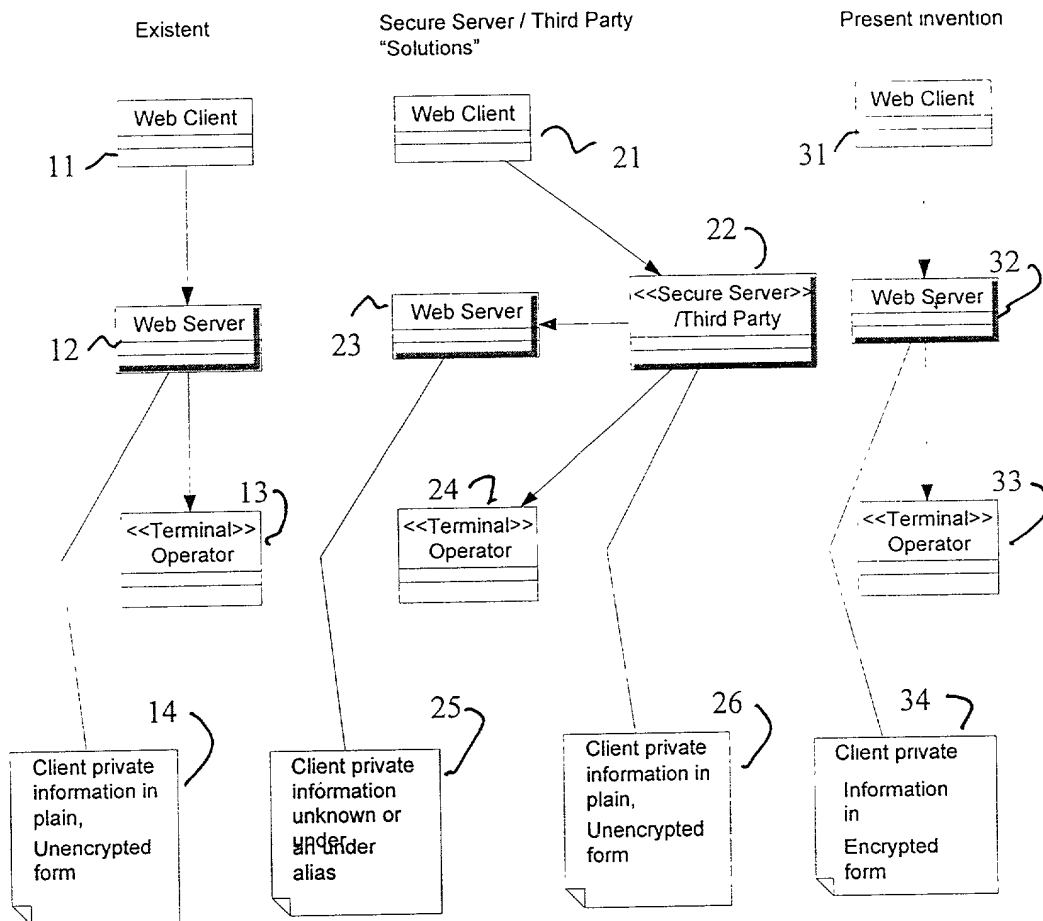 Existent
Secure Server / Third Party
“Solutions”
Present invention
Web Client
11
Web Client
21
Web Client
31
22
Web Server
12
Web Server
23
<<Secure Server>>
/Third Party
Web Server
32
13
<<Terminal>>
Operator
24
<<Terminal>>
Operator
33
<<Terminal>>
Operator
14
Client private
information in
plain,
Unencrypted
form
25
Client private
information
unknown or
under
an under
alias
26
Client private
information in
plain,
Unencrypted
form
34
Client private
Information
in
Encrypted
form